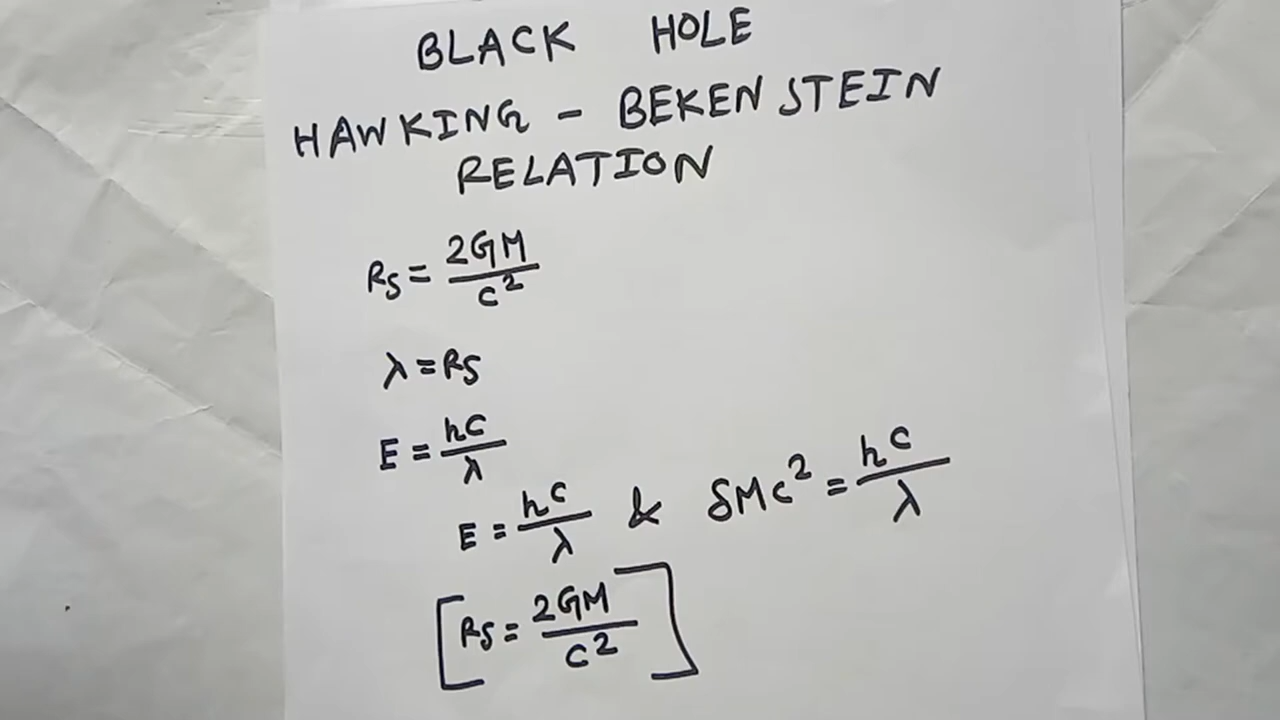 BLACK HOLE
HAWKING - BEKENSTEIN
RELATION
Rs = 2GM/c²
λ = Rs
E = hc/λ
E = hc/λ & δMc² = hc/λ
[Rs = 2GM/c²]